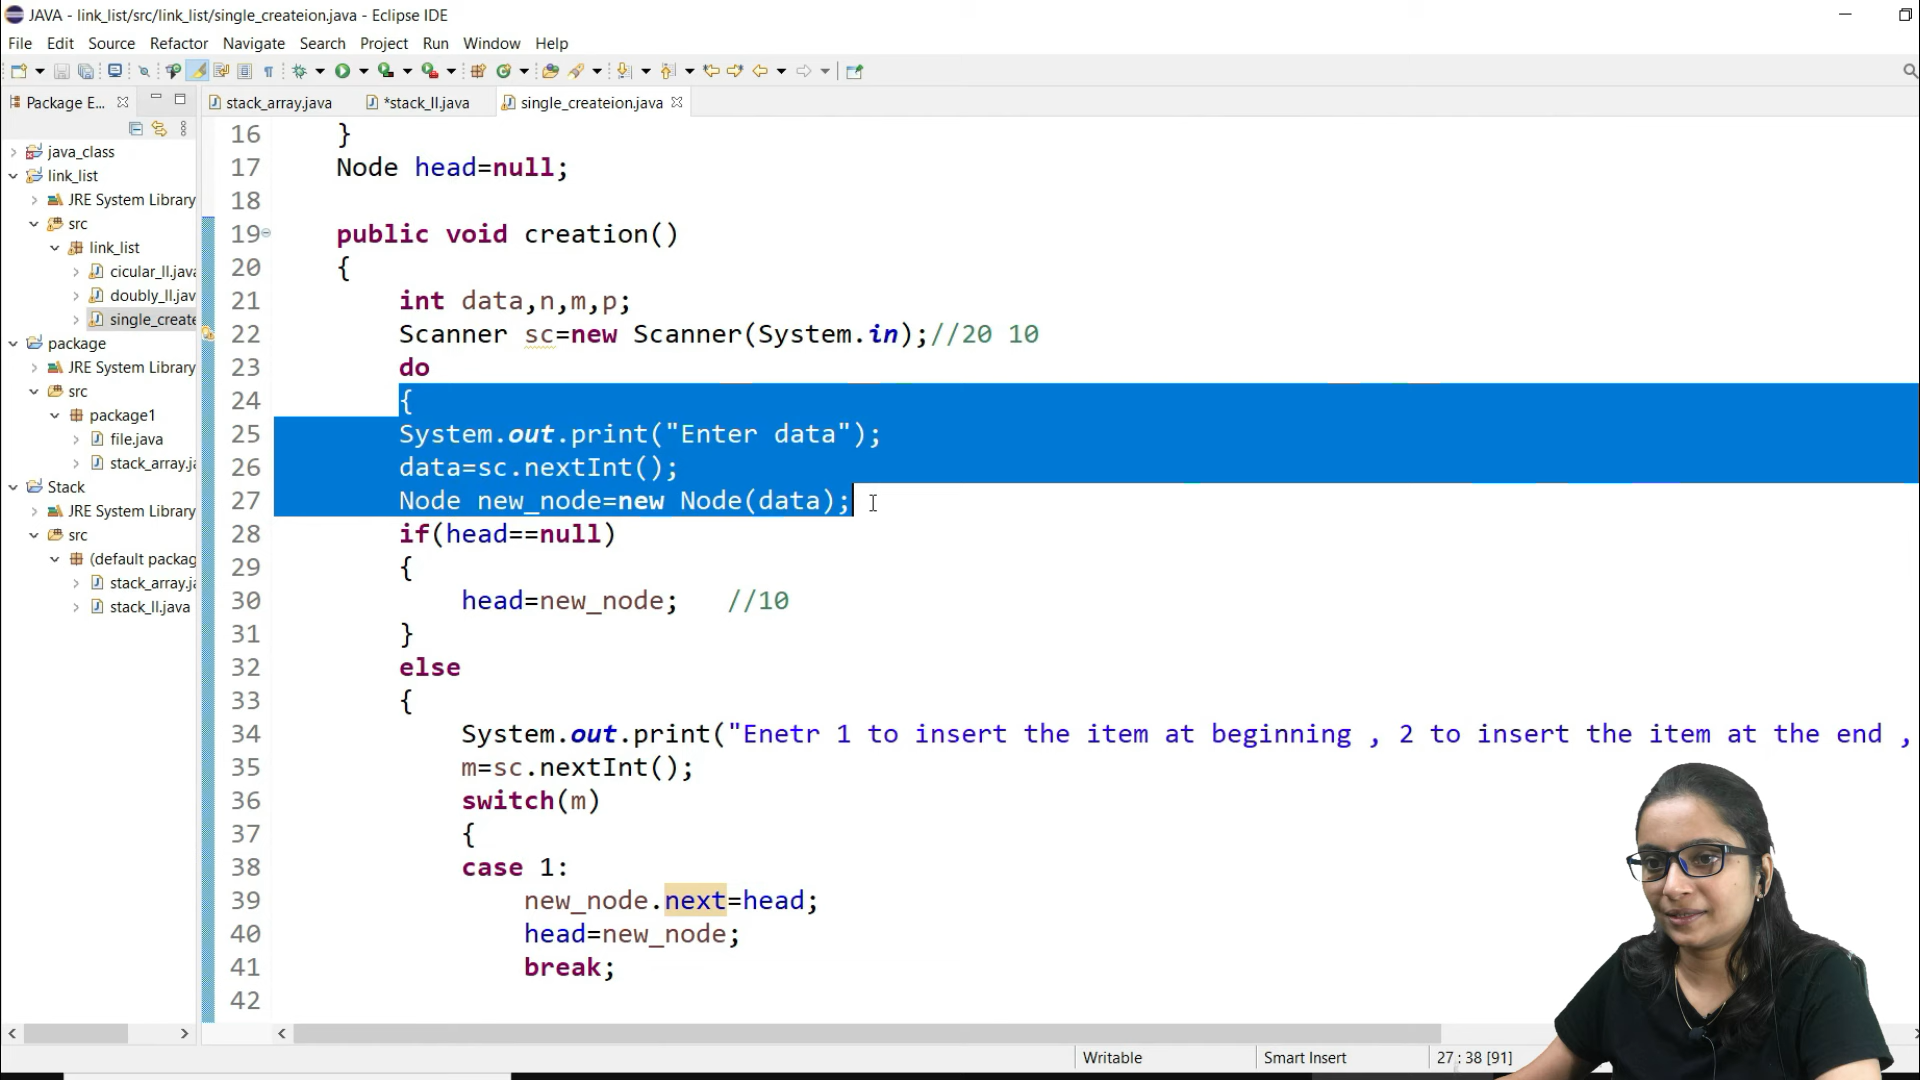 JAVA - link_list/src/link_list/single_createion.java - Eclipse IDE
File Edit Source Refactor Navigate Search Project Run Window Help
Package E...
stack_array.java
*stack_ll.java
single_createion.java
java_class
link_list
JRE System Library
src
link_list
cicular_ll.java
doubly_ll.jav
single_create
package
JRE System Library
src
package1
file.java
stack_array.ja
Stack
JRE System Library
src
(default packag
stack_array.ja
stack_ll.java
16 }
17 Node head=null;
18
19 public void creation()
20 {
21 int data,n,m,p;
22 Scanner sc=new Scanner(System.in);//20 10
23 do
24 {
25 System.out.print("Enter data");
26 data=sc.nextInt();
27 Node new_node=new Node(data);
28 if(head==null)
29 {
30 head=new_node; //10
31 }
32 else
33 {
34 System.out.print("Enetr 1 to insert the item at beginning , 2 to insert the item at the end ,
35 m=sc.nextInt();
36 switch(m)
37 {
38 case 1:
39 new_node.next=head;
40 head=new_node;
41 break;
42
Writable Smart Insert 27 : 38 [91]